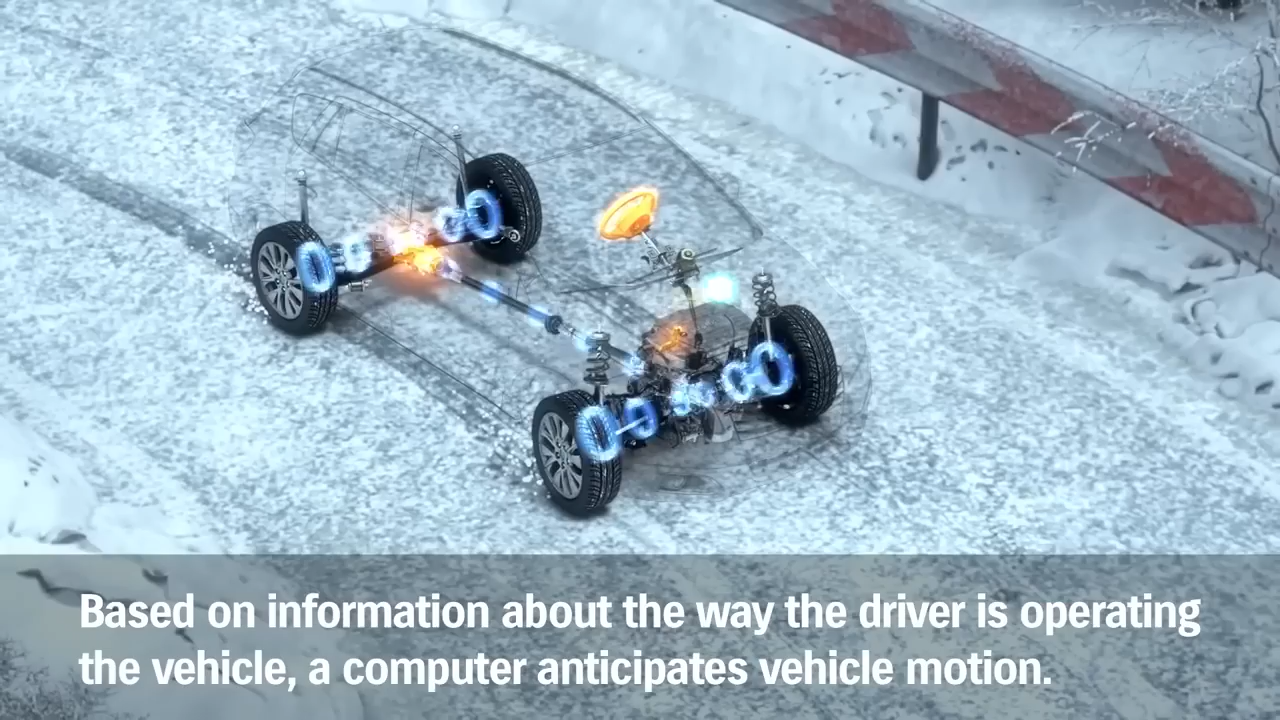 Based on information about the way the driver is operating
the vehicle, a computer anticipates vehicle motion.